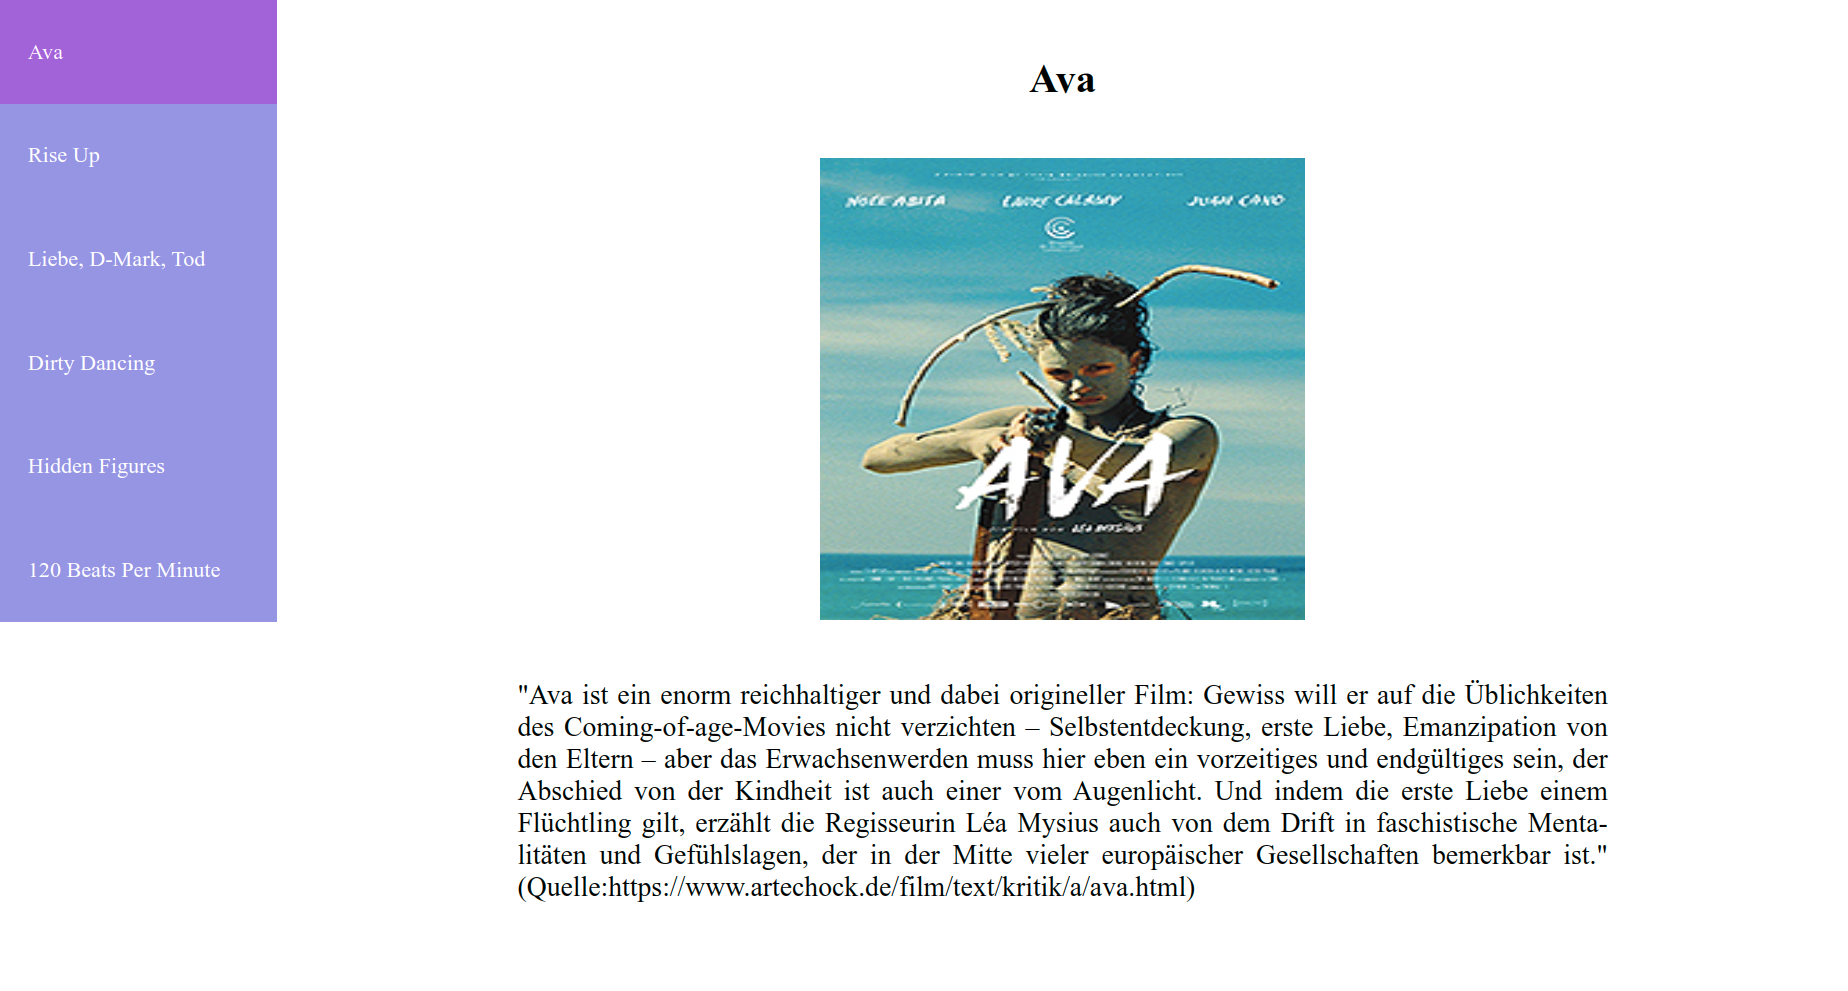 Ava
Rise Up
Liebe, D-Mark, Tod
Dirty Dancing
Hidden Figures
120 Beats Per Minute
Ava
NOÉE ABITA LAURE CALAMY JUAN CANO
AVA
LÉA MYSIUS
"Ava ist ein enorm reichhaltiger und dabei origineller Film: Gewiss will er auf die Üblichkeiten
des Coming-of-age-Movies nicht verzichten – Selbstentdeckung, erste Liebe, Emanzipation von
den Eltern – aber das Erwachsenwerden muss hier eben ein vorzeitiges und endgültiges sein, der
Abschied von der Kindheit ist auch einer vom Augenlicht. Und indem die erste Liebe einem
Flüchtling gilt, erzählt die Regisseurin Léa Mysius auch von dem Drift in faschistische Menta-
litäten und Gefühlslagen, der in der Mitte vieler europäischer Gesellschaften bemerkbar ist."
(Quelle:https://www.artechock.de/film/text/kritik/a/ava.html)